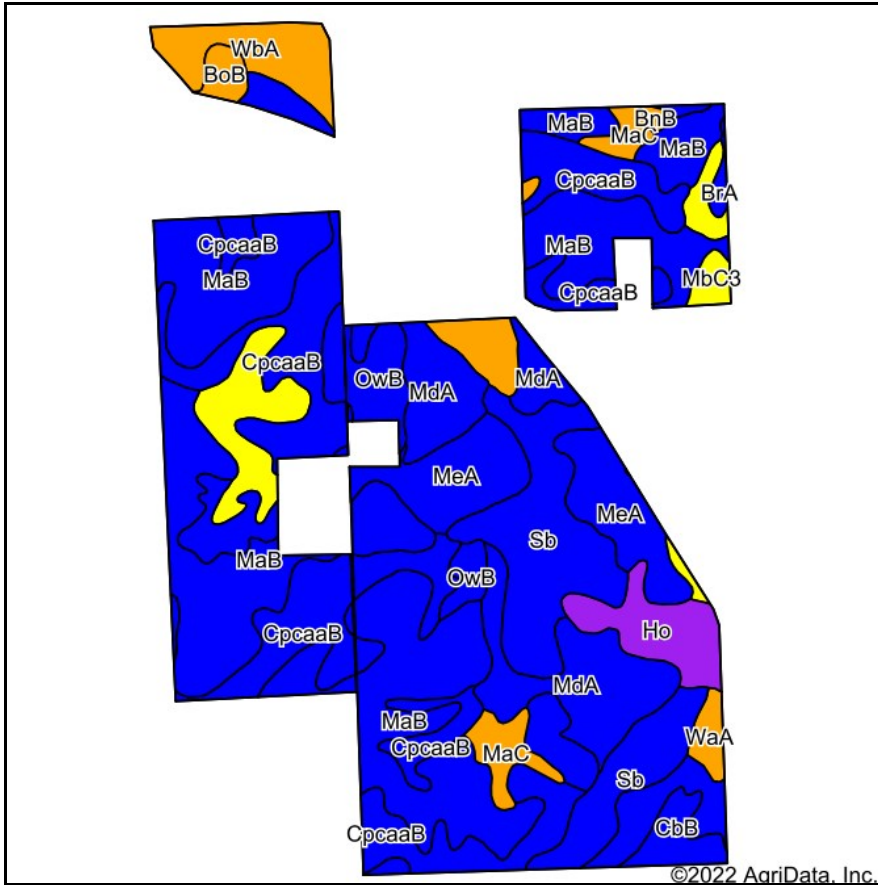 WbA
BoB
BnB
MaB
MaC
MaB
CpcaaB
BrA
MaB
MbC3
CpcaaB
CpcaaB
MaB
CpcaaB
OwB
MdA
MdA
MeA
MeA
Sb
MaB
OwB
Ho
CpcaaB
MdA
MaB
CpcaaB
MaC
WaA
Sb
CbB
CpcaaB
©2022 AgriData, Inc.